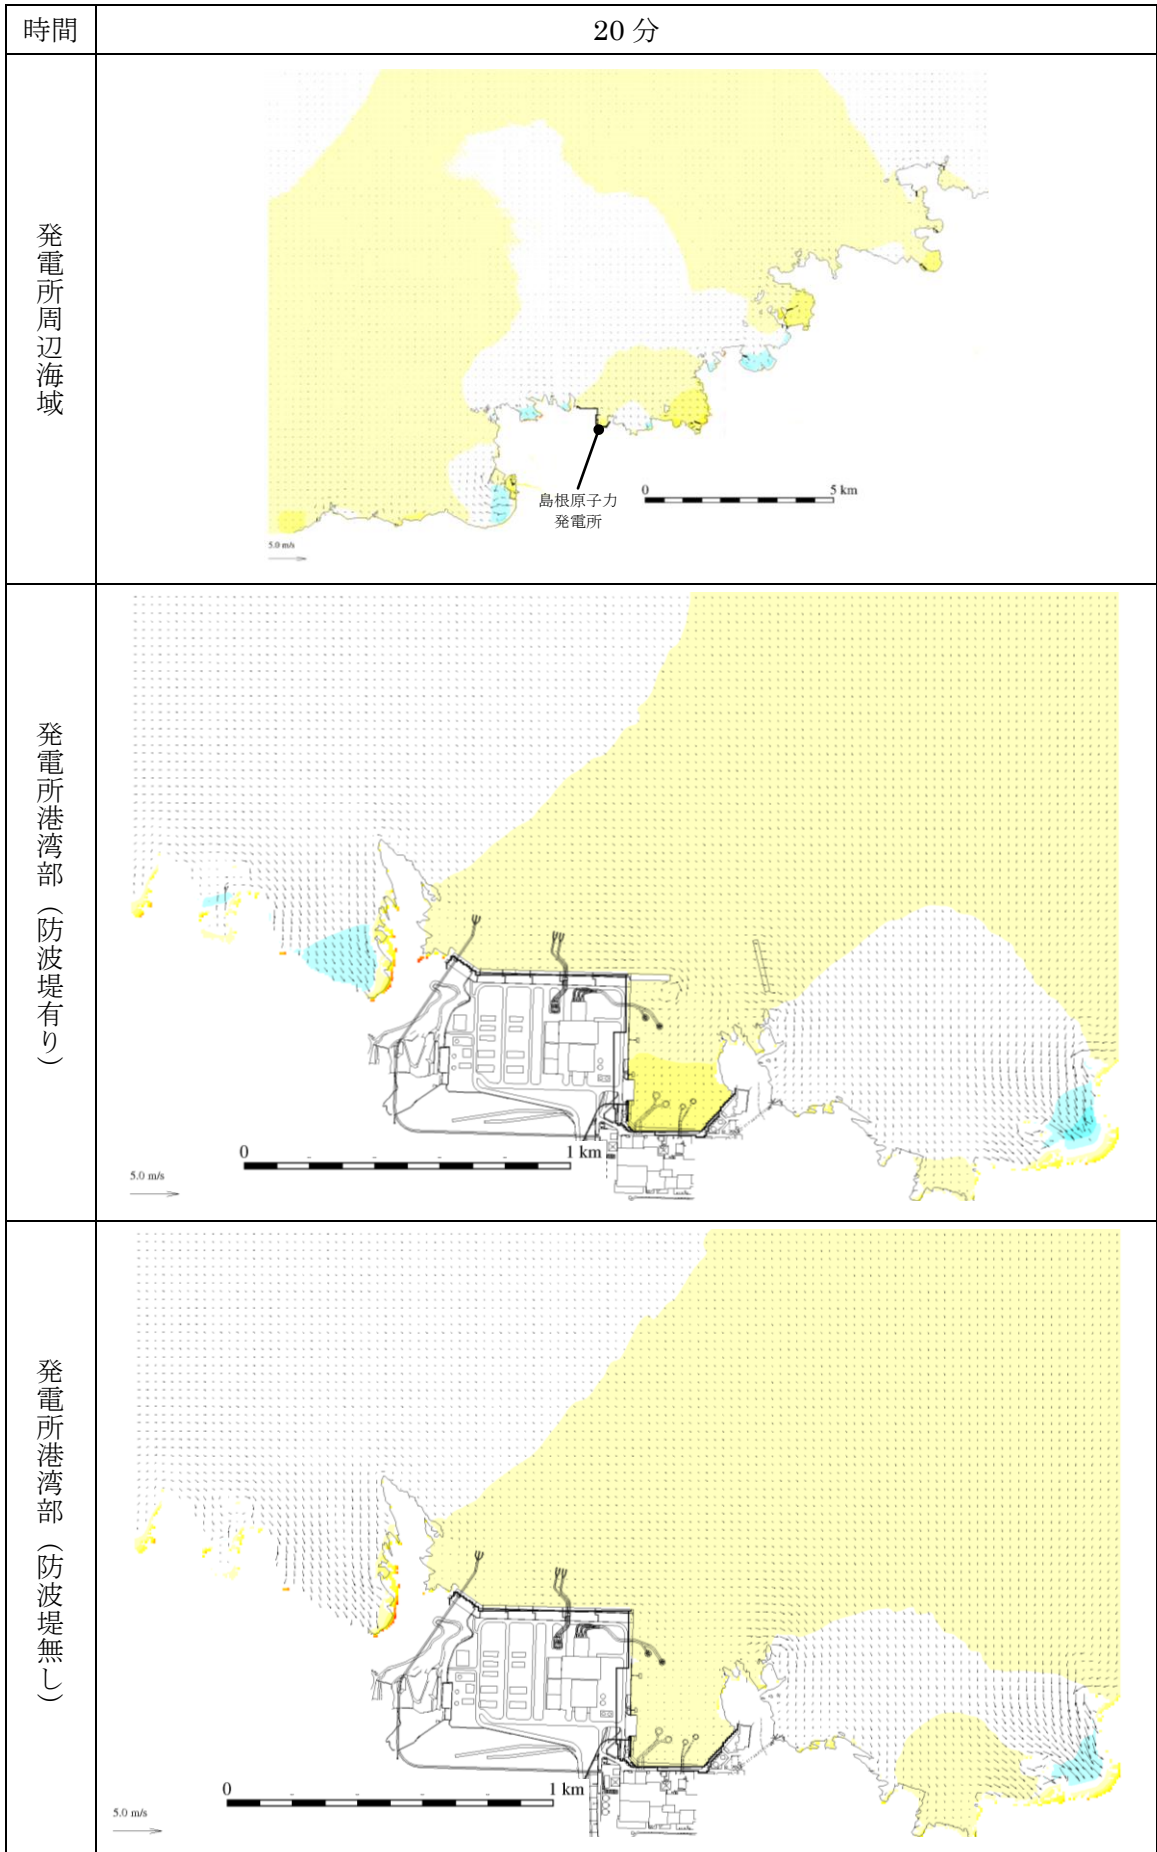 時間
20 分
発電所周辺海域
島根原子力
発電所
0 5 km
5.0 m/s
発電所港湾部（防波堤有り）
0 1 km
5.0 m/s
発電所港湾部（防波堤無し）
0 1 km
5.0 m/s